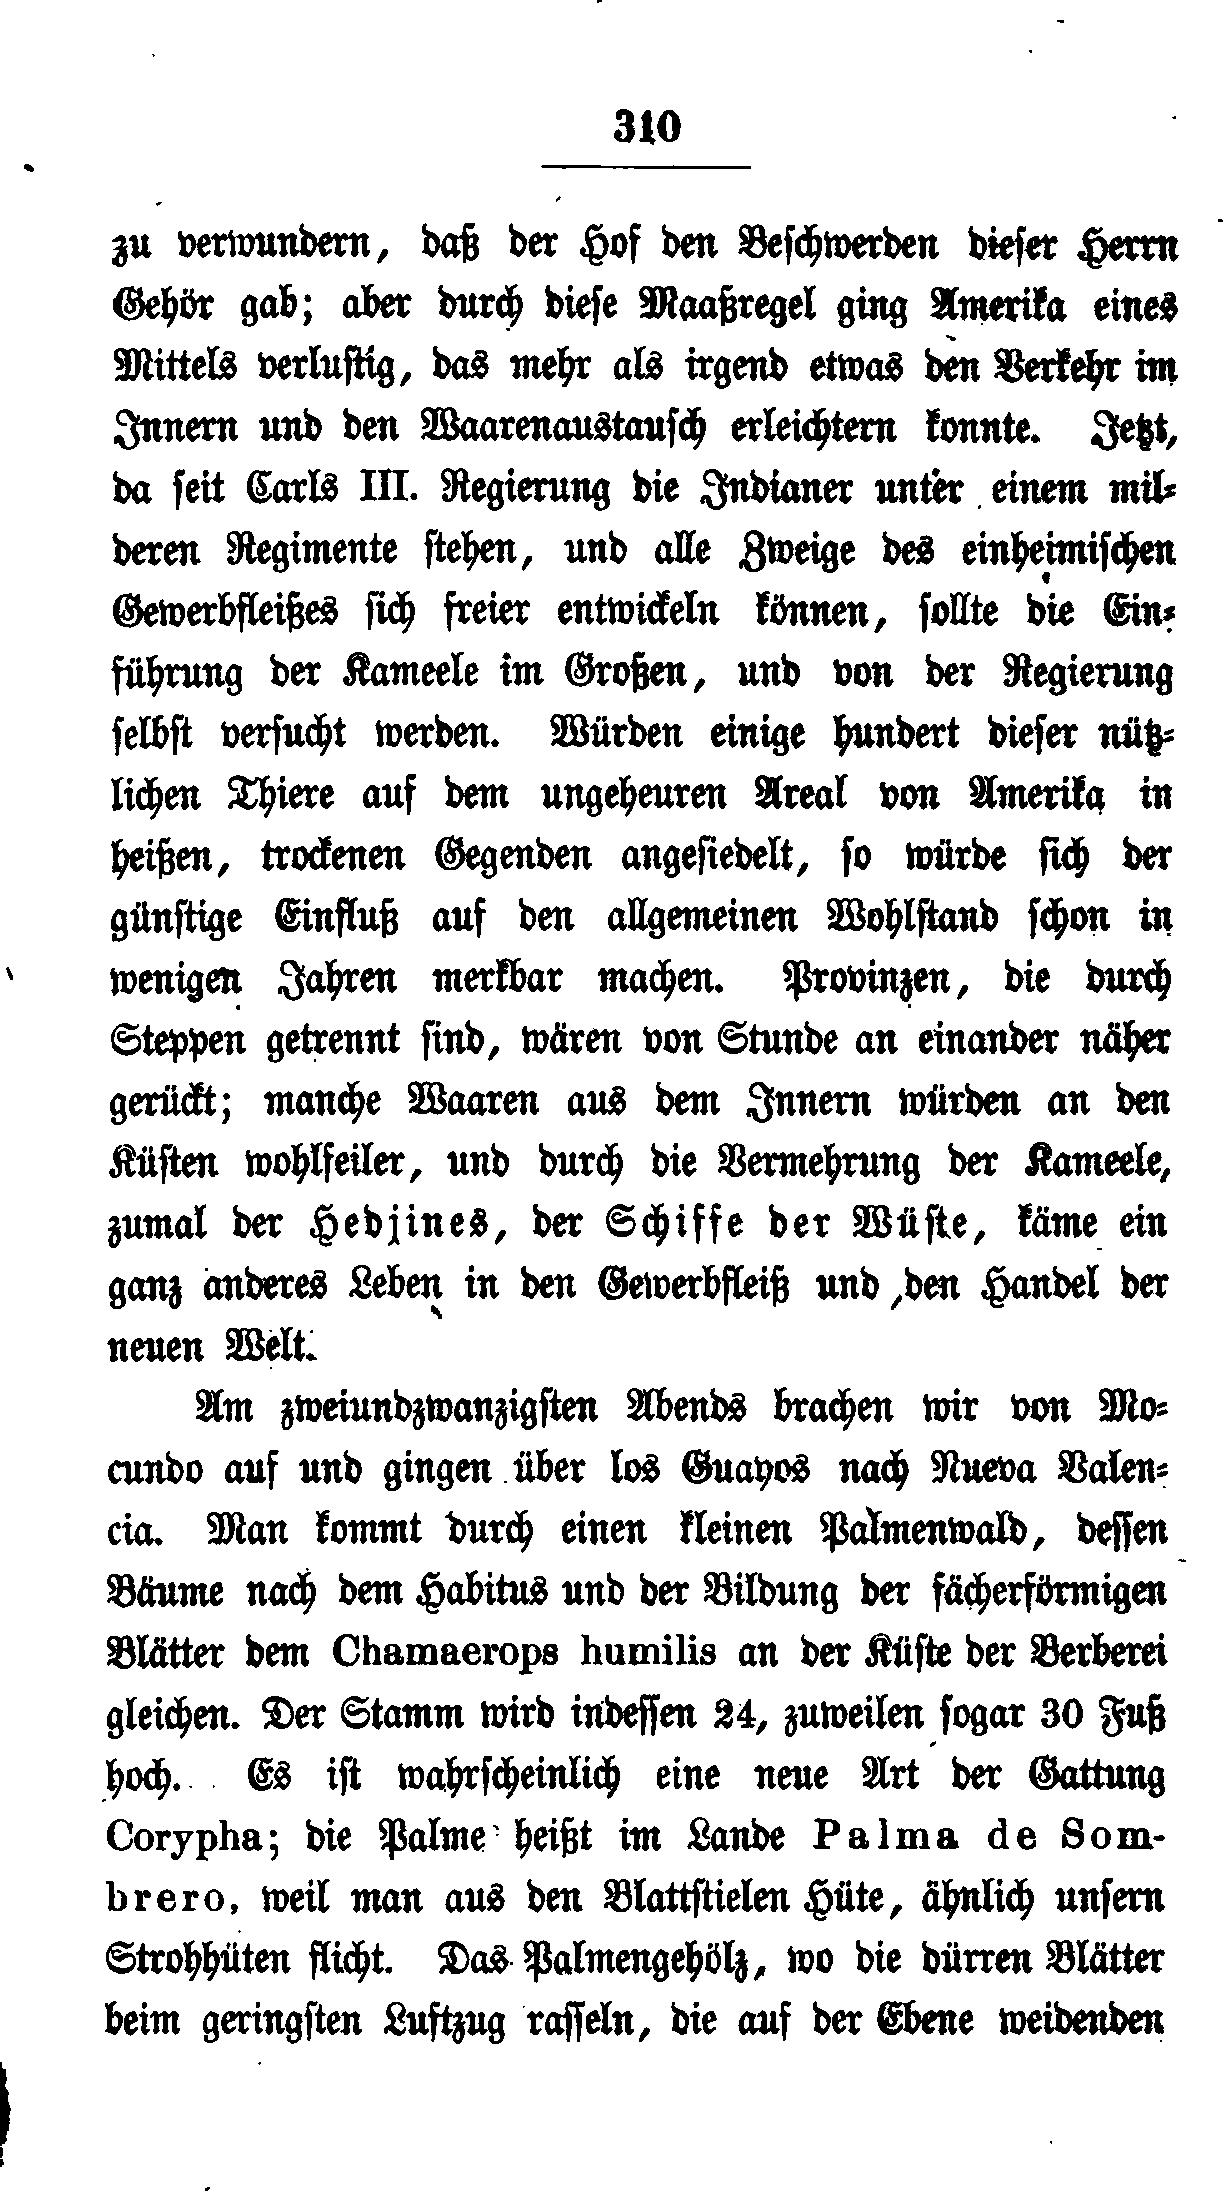 310
zu verwundern, daß der Hof den Beschwerden dieser Herrn
Gehör gab; aber durch diese Maaßregel ging Amerika eines
Mittels verlustig, das mehr als irgend etwas den Verkehr im
Innern und den Waarenaustausch erleichtern konnte. Jetzt,
da seit Carls III. Regierung die Indianer unter einem mil-
deren Regimente stehen, und alle Zweige des einheimischen
Gewerbfleißes sich freier entwickeln können, sollte die Ein-
führung der Kameele im Großen, und von der Regierung
selbst versucht werden. Würden einige hundert dieser nütz-
lichen Thiere auf dem ungeheuren Areal von Amerika in
heißen, trockenen Gegenden angesiedelt, so würde sich der
günstige Einfluß auf den allgemeinen Wohlstand schon in
wenigen Jahren merkbar machen. Provinzen, die durch
Steppen getrennt sind, wären von Stunde an einander näher
gerückt; manche Waaren aus dem Innern würden an den
Küsten wohlfeiler, und durch die Vermehrung der Kameele,
zumal der Hedjines, der Schiffe der Wüste, käme ein
ganz anderes Leben in den Gewerbfleiß und den Handel der
neuen Welt.
Am zweiundzwanzigsten Abends brachen wir von Mo-
cundo auf und gingen über los Guayos nach Nueva Valen-
cia. Man kommt durch einen kleinen Palmenwald, dessen
Bäume nach dem Habitus und der Bildung der fächerförmigen
Blätter dem Chamaerops humilis an der Küste der Berberei
gleichen. Der Stamm wird indessen 24, zuweilen sogar 30 Fuß
hoch. Es ist wahrscheinlich eine neue Art der Gattung
Corypha; die Palme heißt im Lande Palma de Som-
brero, weil man aus den Blattstielen Hüte, ähnlich unsern
Strohhüten flicht. Das Palmengehölz, wo die dürren Blätter
beim geringsten Luftzug rasseln, die auf der Ebene weidenden